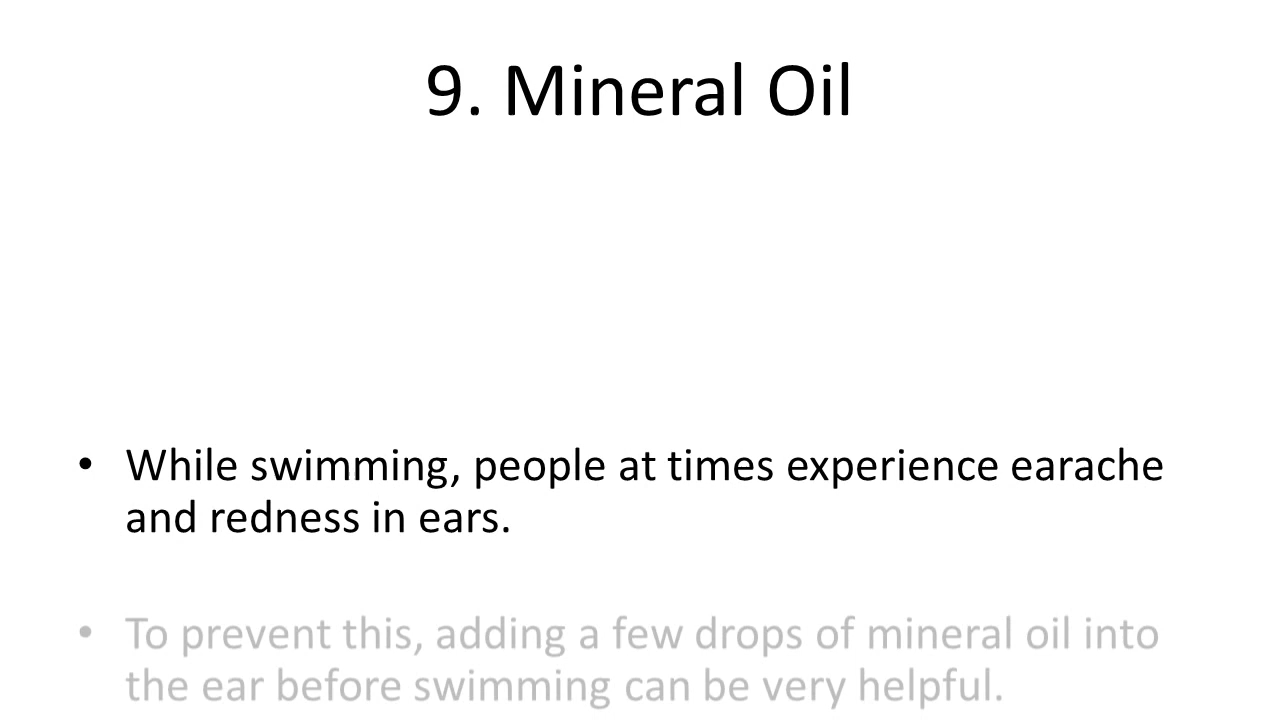 9. Mineral Oil
• While swimming, people at times experience earache
and redness in ears.
• To prevent this, adding a few drops of mineral oil into
the ear before swimming can be very helpful.